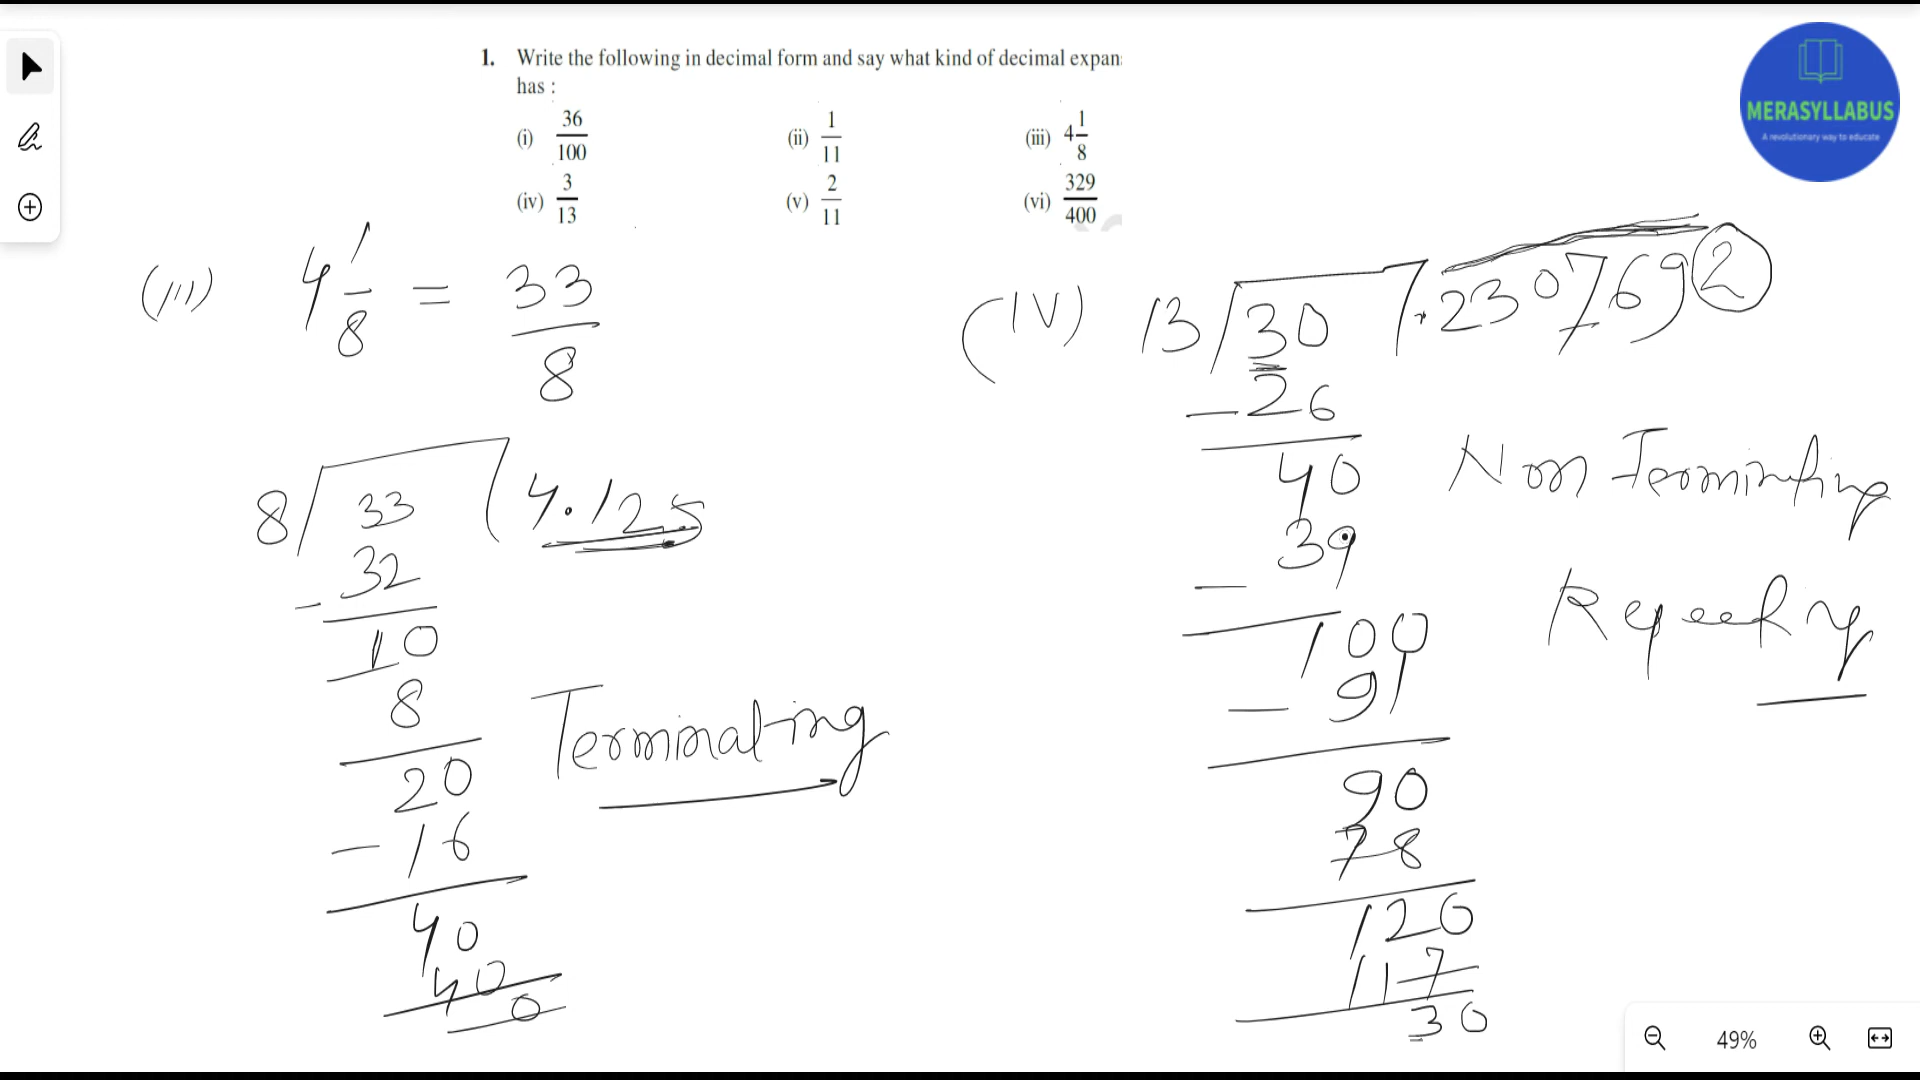 1. Write the following in decimal form and say what kind of decimal expan
has :
(i) 36/100 (ii) 1/11 (iii) 4 1/8
(iv) 3/13 (v) 2/11 (vi) 329/400
MERASYLLABUS
A revolutionary way to educate
(iii) 4 1/8 = 33/8
8 33 4.125
- 32
10
8
20
- 16
40
40
0
Terminating
(iv) 13 30 .2307692
- 26
40
- 39
100
- 91
90
78
120
117
30
Non Terminting
Repeating
49%